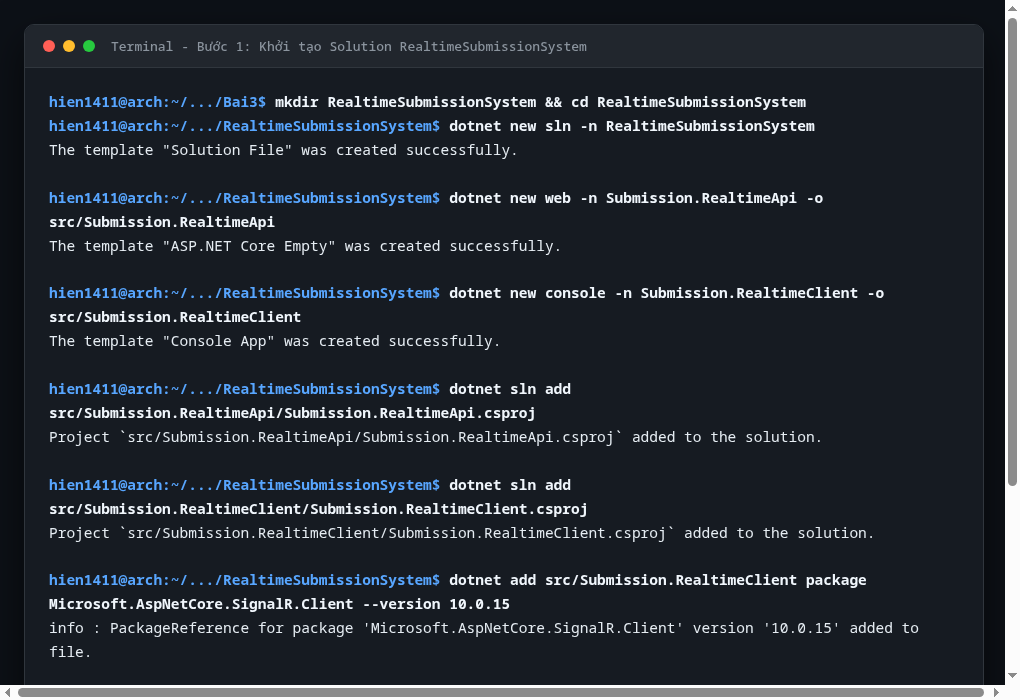 Terminal - Bước 1: Khởi tạo Solution RealtimeSubmissionSystem
hien1411@arch:~/.../Bai3$ mkdir RealtimeSubmissionSystem && cd RealtimeSubmissionSystem
hien1411@arch:~/.../RealtimeSubmissionSystem$ dotnet new sln -n RealtimeSubmissionSystem
The template "Solution File" was created successfully.
hien1411@arch:~/.../RealtimeSubmissionSystem$ dotnet new web -n Submission.RealtimeApi -o
src/Submission.RealtimeApi
The template "ASP.NET Core Empty" was created successfully.
hien1411@arch:~/.../RealtimeSubmissionSystem$ dotnet new console -n Submission.RealtimeClient -o
src/Submission.RealtimeClient
The template "Console App" was created successfully.
hien1411@arch:~/.../RealtimeSubmissionSystem$ dotnet sln add
src/Submission.RealtimeApi/Submission.RealtimeApi.csproj
Project `src/Submission.RealtimeApi/Submission.RealtimeApi.csproj` added to the solution.
hien1411@arch:~/.../RealtimeSubmissionSystem$ dotnet sln add
src/Submission.RealtimeClient/Submission.RealtimeClient.csproj
Project `src/Submission.RealtimeClient/Submission.RealtimeClient.csproj` added to the solution.
hien1411@arch:~/.../RealtimeSubmissionSystem$ dotnet add src/Submission.RealtimeClient package
Microsoft.AspNetCore.SignalR.Client --version 10.0.15
info : PackageReference for package 'Microsoft.AspNetCore.SignalR.Client' version '10.0.15' added to
file.